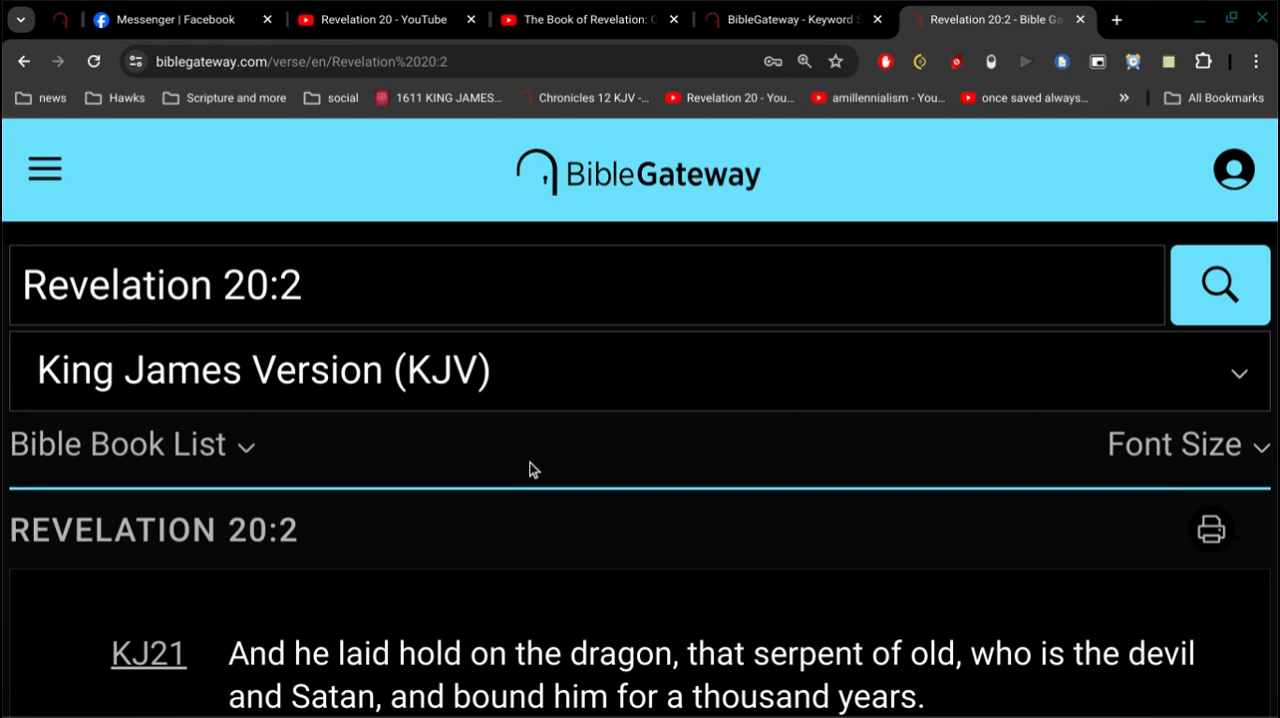 Messenger | Facebook
Revelation 20 - YouTube
The Book of Revelation:
BibleGateway - Keyword
Revelation 20:2 - Bible Ga
biblegateway.com/verse/en/Revelation%2020:2
news
Hawks
Scripture and more
social
1611 KING JAMES...
Chronicles 12 KJV -...
Revelation 20 - You...
amillennialism - You...
once saved always...
All Bookmarks
BibleGateway
Revelation 20:2
King James Version (KJV)
Bible Book List
Font Size
REVELATION 20:2
KJ21 And he laid hold on the dragon, that serpent of old, who is the devil
and Satan, and bound him for a thousand years.